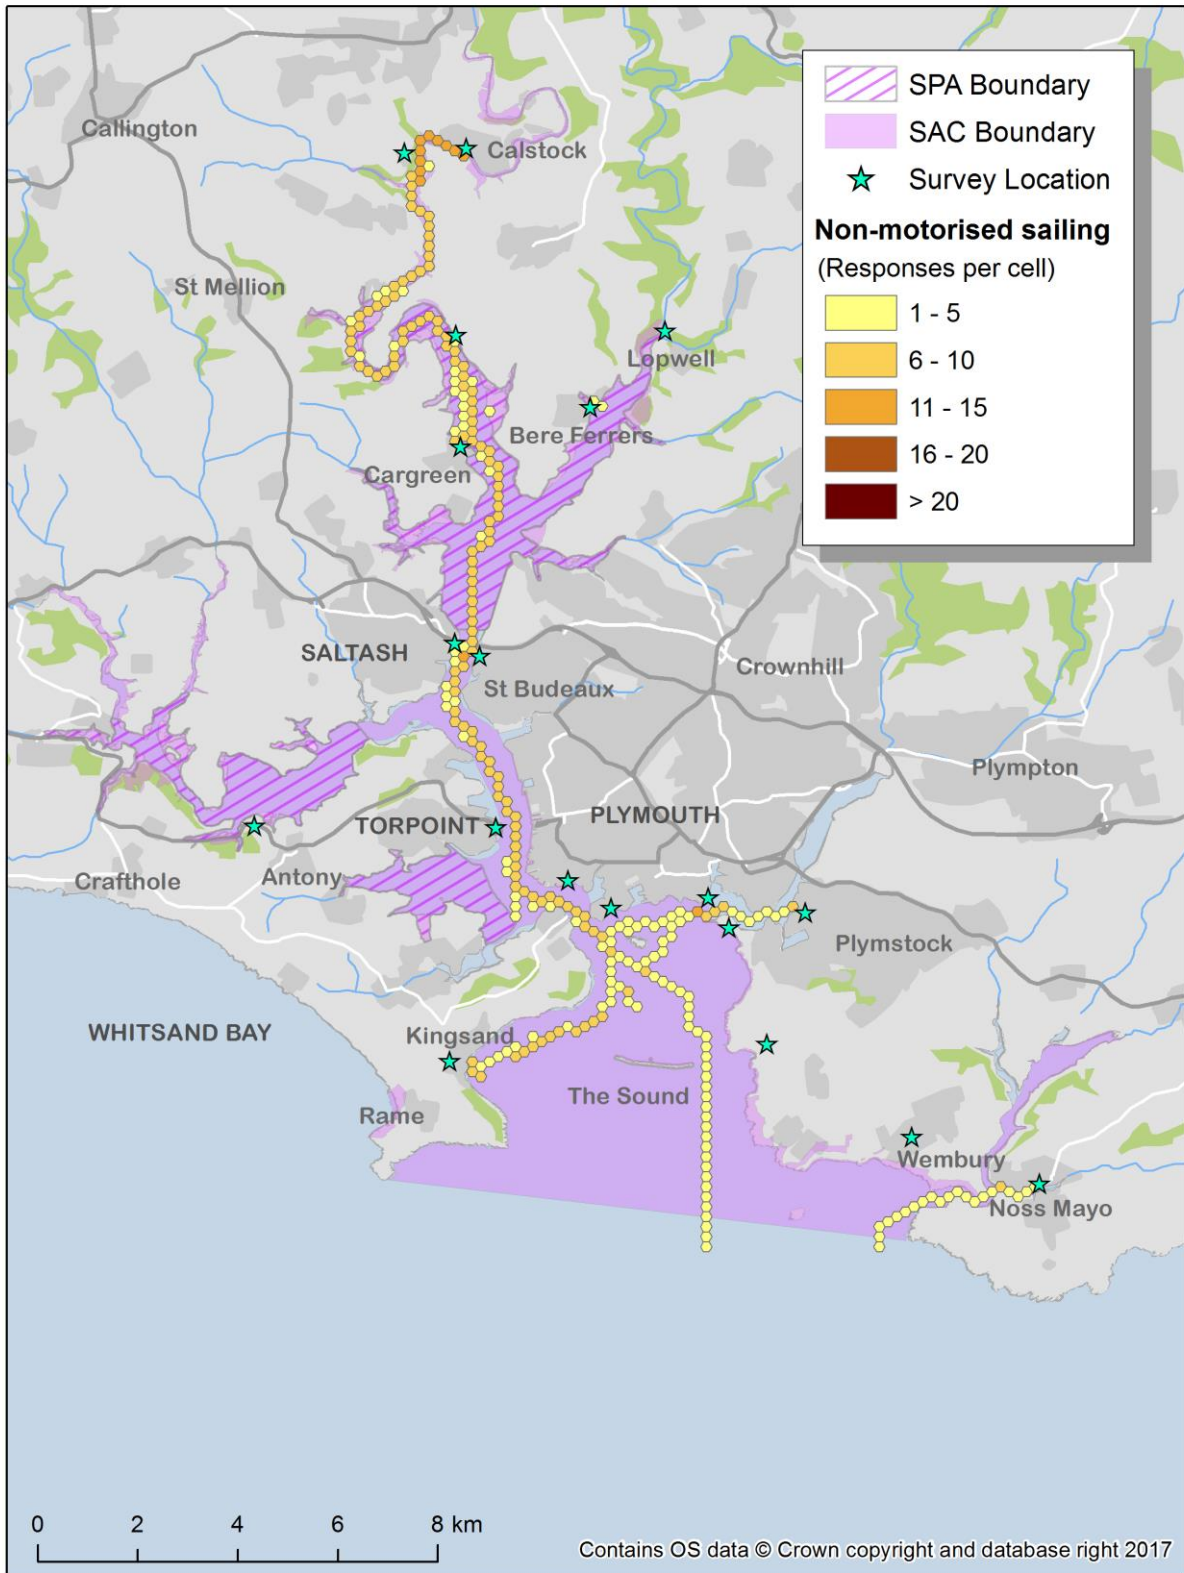 SPA Boundary
SAC Boundary
Survey Location
Non-motorised sailing
(Responses per cell)
1 - 5
6 - 10
11 - 15
16 - 20
> 20
Callington
Calstock
St Mellion
Lopwell
Bere Ferrers
Cargreen
SALTASH
St Budeaux
Crownhill
Plympton
TORPOINT
PLYMOUTH
Crafthole
Antony
Plymstock
WHITSAND BAY
Kingsand
The Sound
Rame
Wembury
Noss Mayo
0 2 4 6 8 km
Contains OS data © Crown copyright and database right 2017